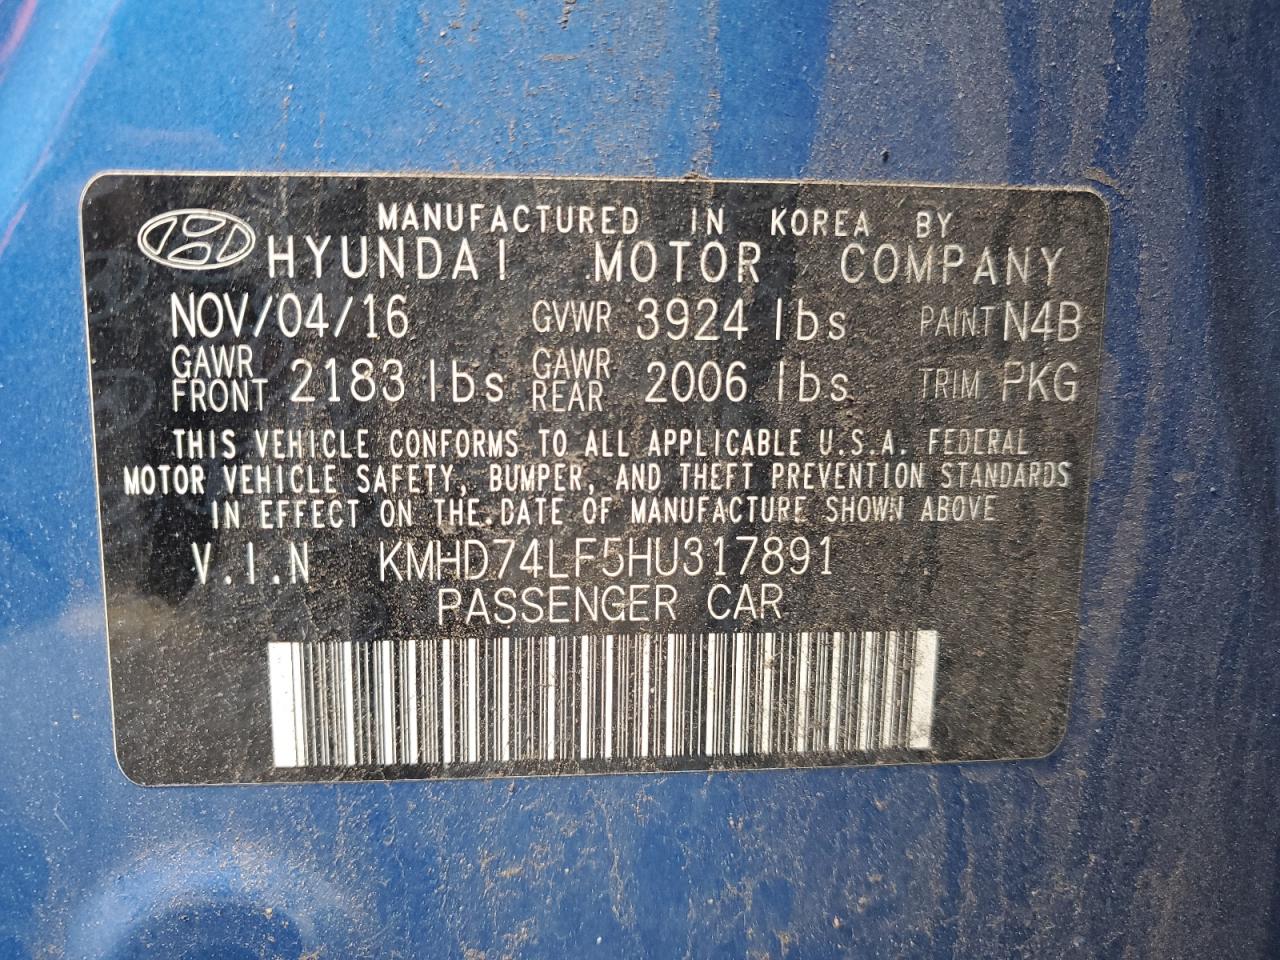 MANUFACTURED IN KOREA BY
HYUNDAI MOTOR COMPANY
NOV/04/16 GVWR 3924 lbs PAINT N4B
GAWR FRONT 2183 lbs GAWR REAR 2006 lbs TRIM PKG
THIS VEHICLE CONFORMS TO ALL APPLICABLE U.S.A. FEDERAL
MOTOR VEHICLE SAFETY, BUMPER, AND THEFT PREVENTION STANDARDS
IN EFFECT ON THE DATE OF MANUFACTURE SHOWN ABOVE
V.I.N KMHD74LF5HU317891
PASSENGER CAR